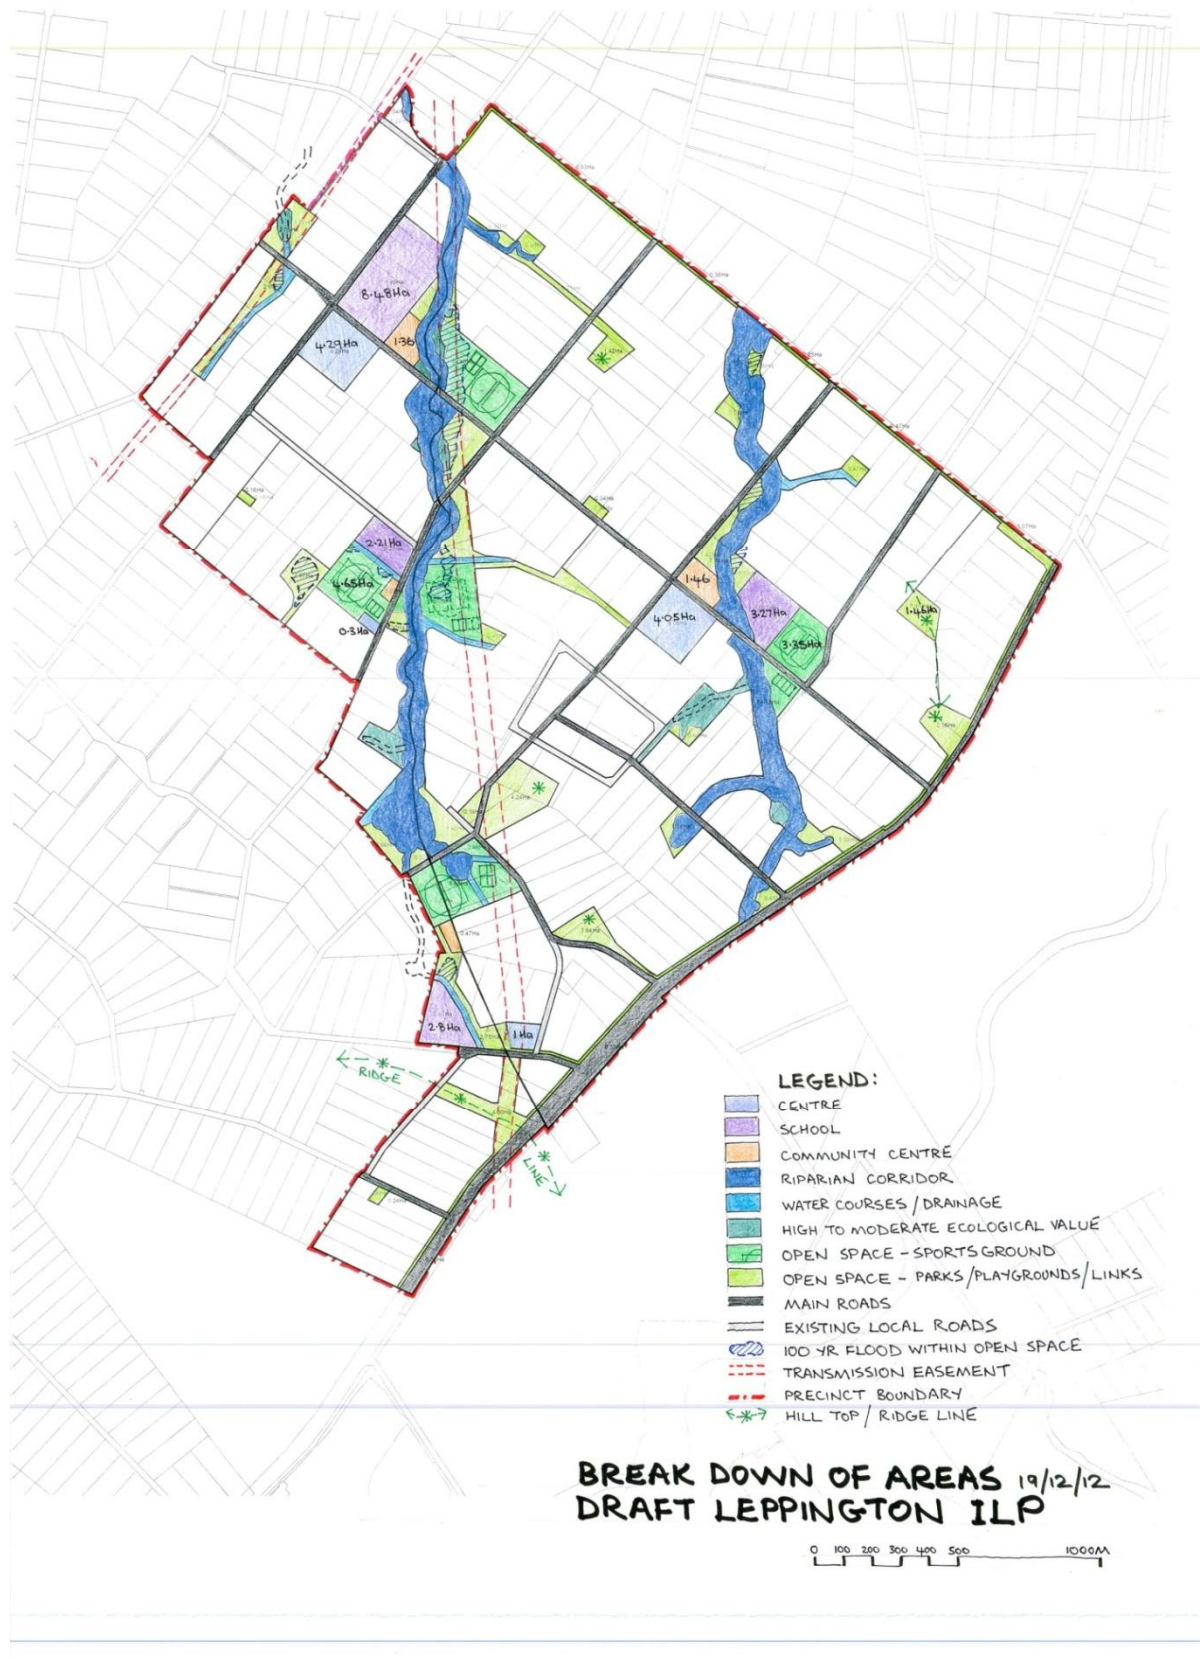 8.48Ha
4.29Ha
1.36
2.21Ha
4.65Ha
0.3Ha
1.46
4.05Ha
3.27Ha
3.35Ha
1.46Ha
4.24Ha
0.47Ha
2.8Ha
1Ha
RIDGE
LINE
LEGEND:
CENTRE
SCHOOL
COMMUNITY CENTRE
RIPARIAN CORRIDOR
WATER COURSES/DRAINAGE
HIGH TO MODERATE ECOLOGICAL VALUE
OPEN SPACE - SPORTSGROUND
OPEN SPACE - PARKS/PLAYGROUNDS/LINKS
MAIN ROADS
EXISTING LOCAL ROADS
100 YR FLOOD WITHIN OPEN SPACE
TRANSMISSION EASEMENT
PRECINCT BOUNDARY
HILL TOP / RIDGE LINE
BREAK DOWN OF AREAS 19/12/12
DRAFT LEPPINGTON ILP
0 100 200 300 400 500 1000M